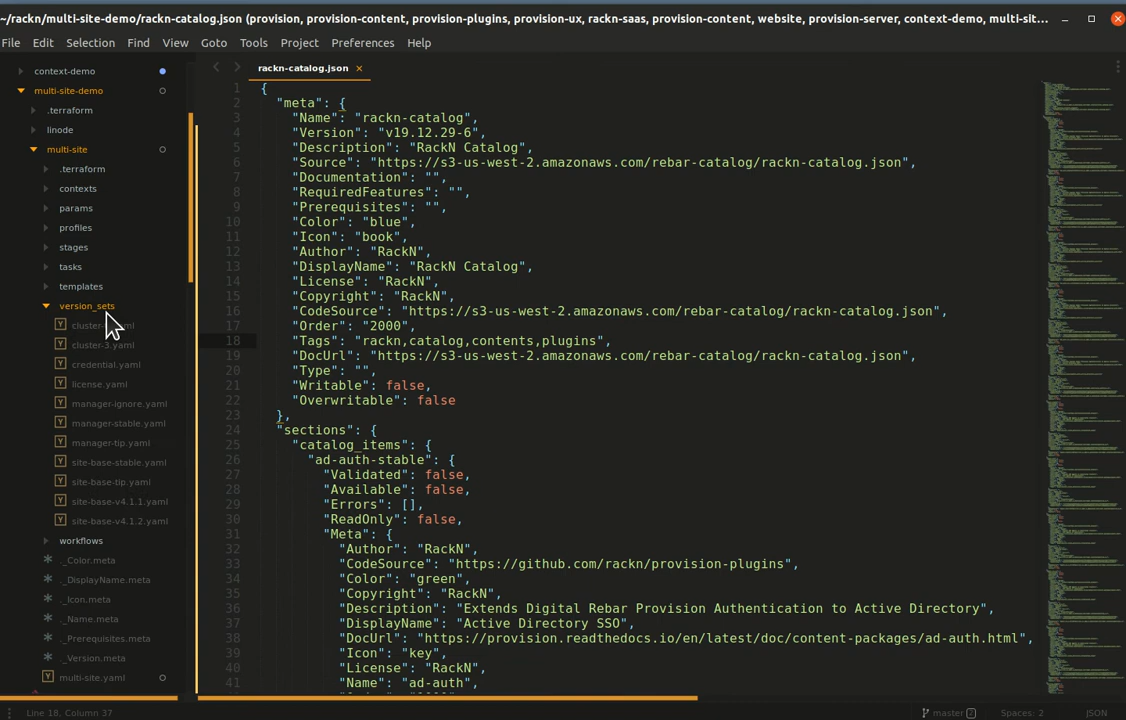 ~/rackn/multi-site-demo/rackn-catalog.json (provision, provision-content, provision-plugins, provision-ux, rackn-saas, provision-content, website, provision-server, context-demo, multi-sit...
File Edit Selection Find View Goto Tools Project Preferences Help
context-demo
multi-site-demo
.terraform
linode
multi-site
.terraform
contexts
params
profiles
stages
tasks
templates
version_sets
cluster-3.yaml
credential.yaml
license.yaml
manager-ignore.yaml
manager-stable.yaml
manager-tip.yaml
site-base-stable.yaml
site-base-tip.yaml
site-base-v4.1.1.yaml
site-base-v4.1.2.yaml
workflows
._Color.meta
._DisplayName.meta
._Icon.meta
._Name.meta
._Prerequisites.meta
._Version.meta
multi-site.yaml
rackn-catalog.json ×
1 {
2 "meta": {
3 "Name": "rackn-catalog",
4 "Version": "v19.12.29-6",
5 "Description": "RackN Catalog",
6 "Source": "https://s3-us-west-2.amazonaws.com/rebar-catalog/rackn-catalog.json",
7 "Documentation": "",
8 "RequiredFeatures": "",
9 "Prerequisites": "",
10 "Color": "blue",
11 "Icon": "book",
12 "Author": "RackN",
13 "DisplayName": "RackN Catalog",
14 "License": "RackN",
15 "Copyright": "RackN",
16 "CodeSource": "https://s3-us-west-2.amazonaws.com/rebar-catalog/rackn-catalog.json",
17 "Order": "2000",
18 "Tags": "rackn,catalog,contents,plugins",
19 "DocUrl": "https://s3-us-west-2.amazonaws.com/rebar-catalog/rackn-catalog.json",
20 "Type": "",
21 "Writable": false,
22 "Overwritable": false
23 },
24 "sections": {
25 "catalog_items": {
26 "ad-auth-stable": {
27 "Validated": false,
28 "Available": false,
29 "Errors": [],
30 "ReadOnly": false,
31 "Meta": {
32 "Author": "RackN",
33 "CodeSource": "https://github.com/rackn/provision-plugins",
34 "Color": "green",
35 "Copyright": "RackN",
36 "Description": "Extends Digital Rebar Provision Authentication to Active Directory",
37 "DisplayName": "Active Directory SSO",
38 "DocUrl": "https://provision.readthedocs.io/en/latest/doc/content-packages/ad-auth.html",
39 "Icon": "key",
40 "License": "RackN",
41 "Name": "ad-auth",
Line 18, Column 37
master 2
Spaces: 2
JSON